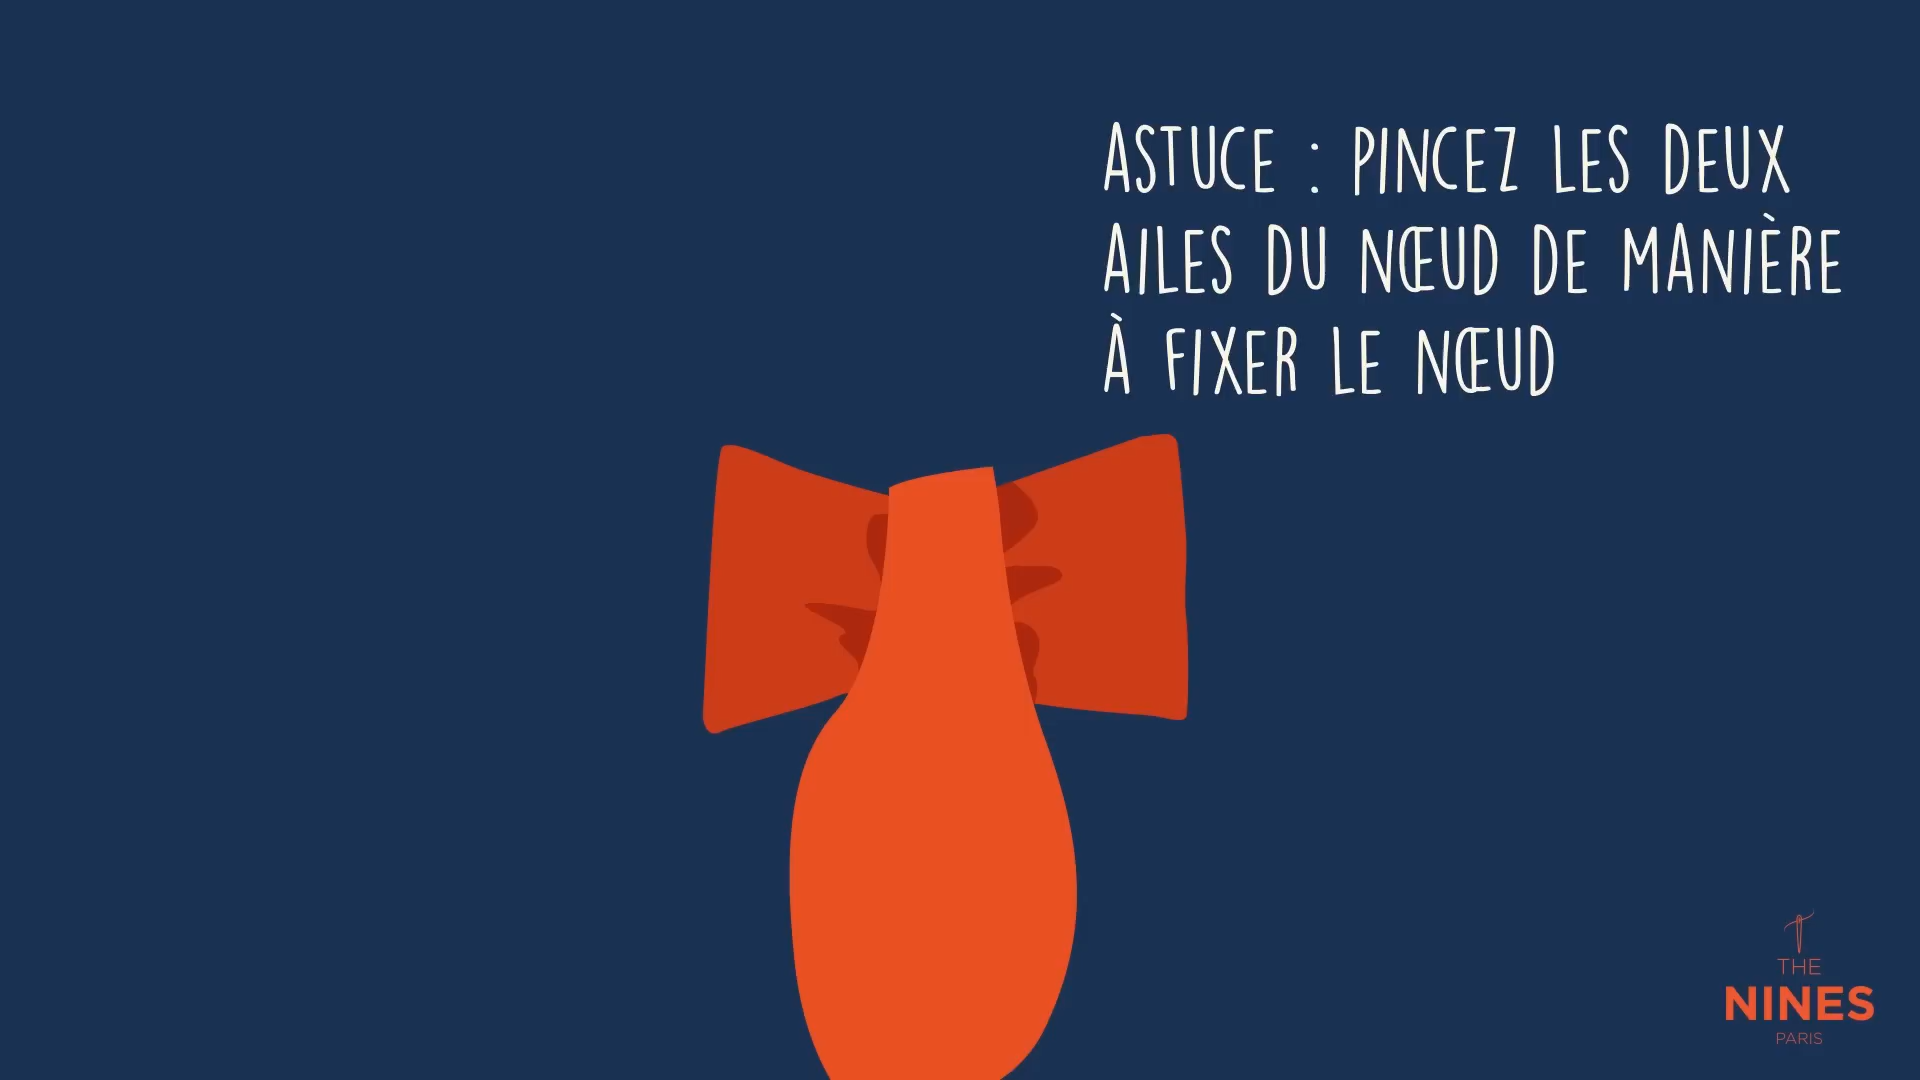 ASTUCE : PINCEZ LES DEUX
AILES DU NŒUD DE MANIÈRE
À FIXER LE NŒUD
THE
NINES
PARIS